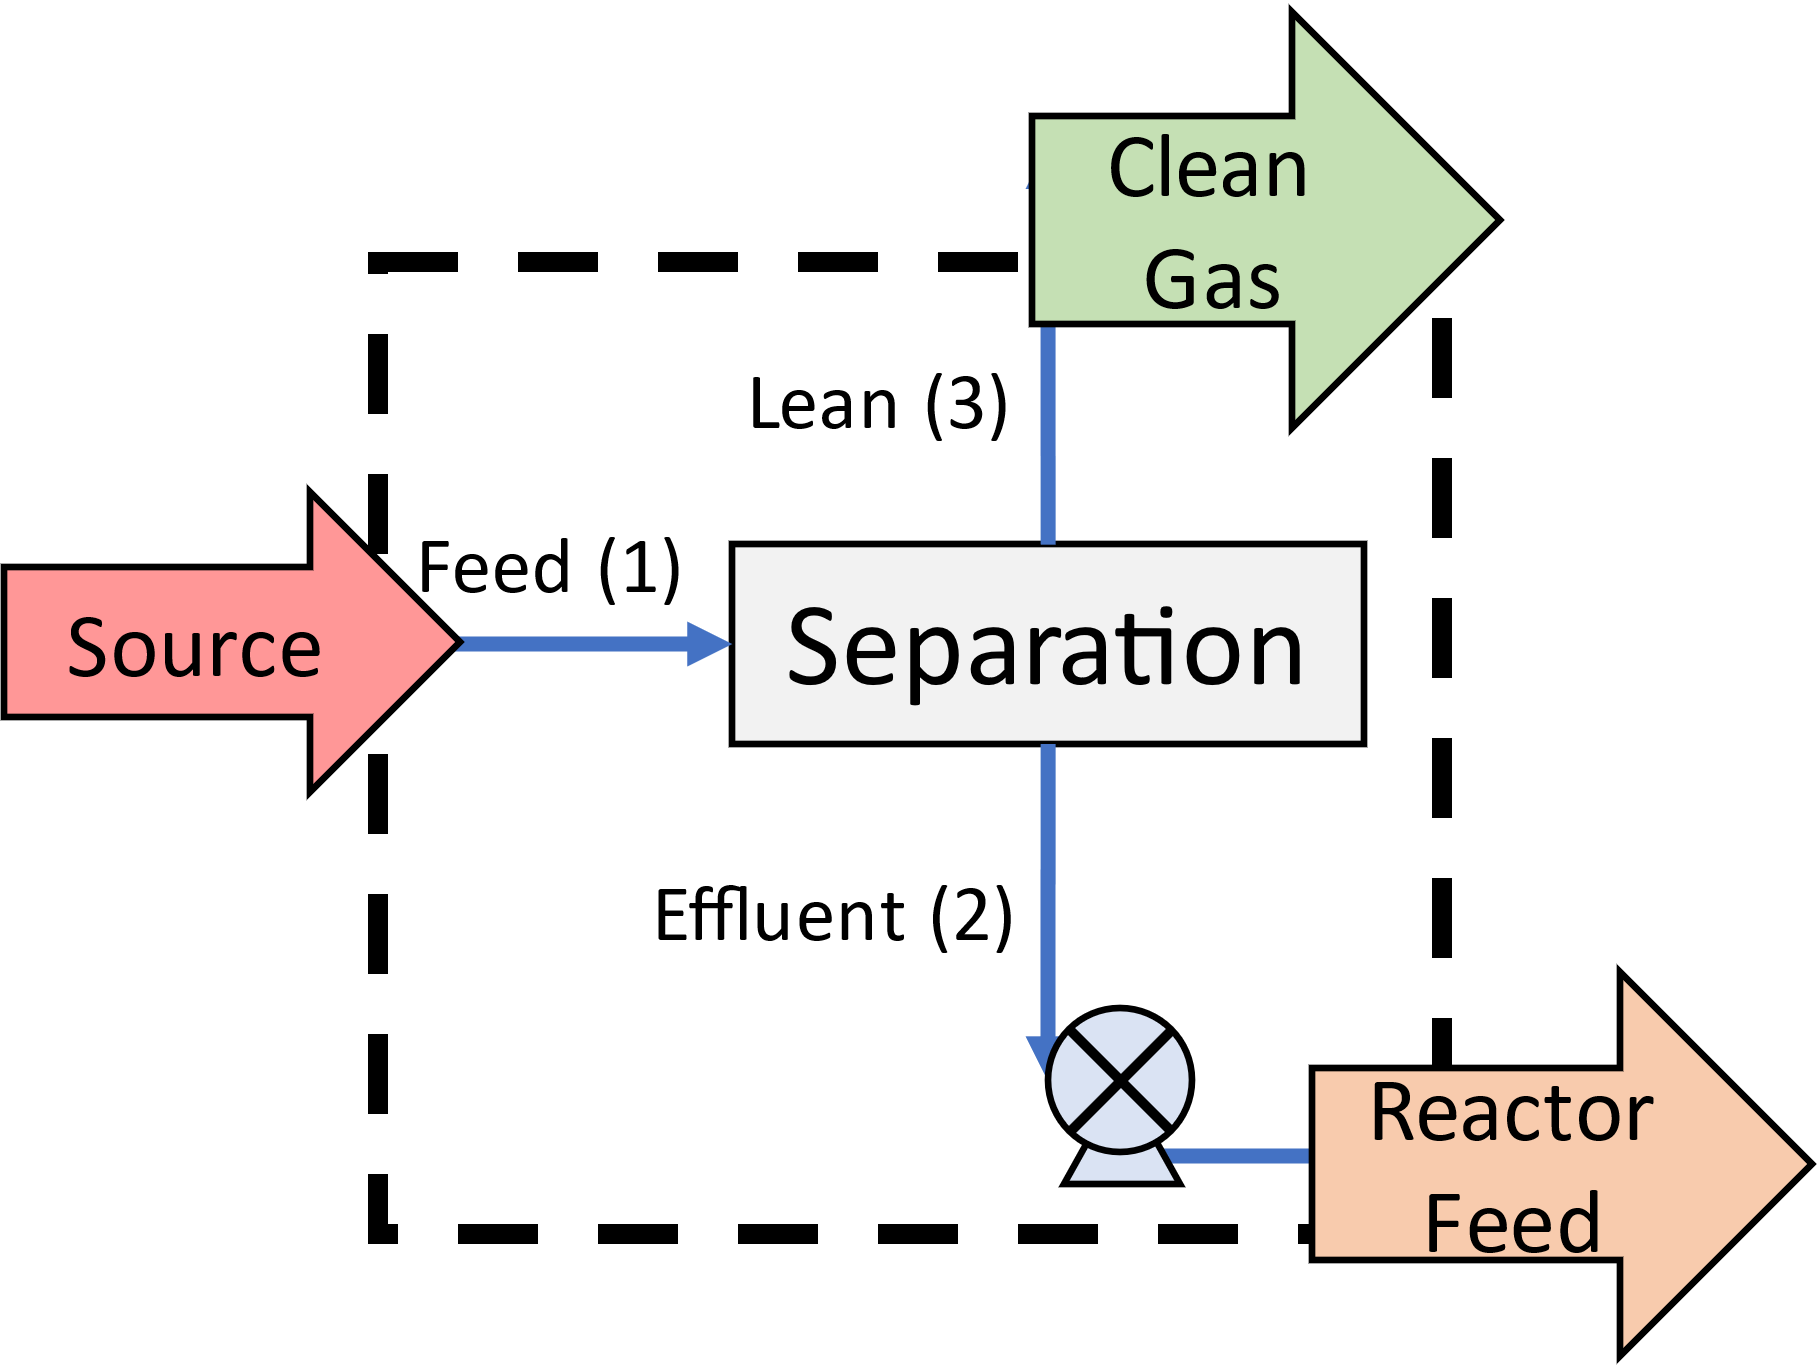 Clean
Gas
Lean (3)
Feed (1)
Source
Separation
Effluent (2)
Reactor
Feed